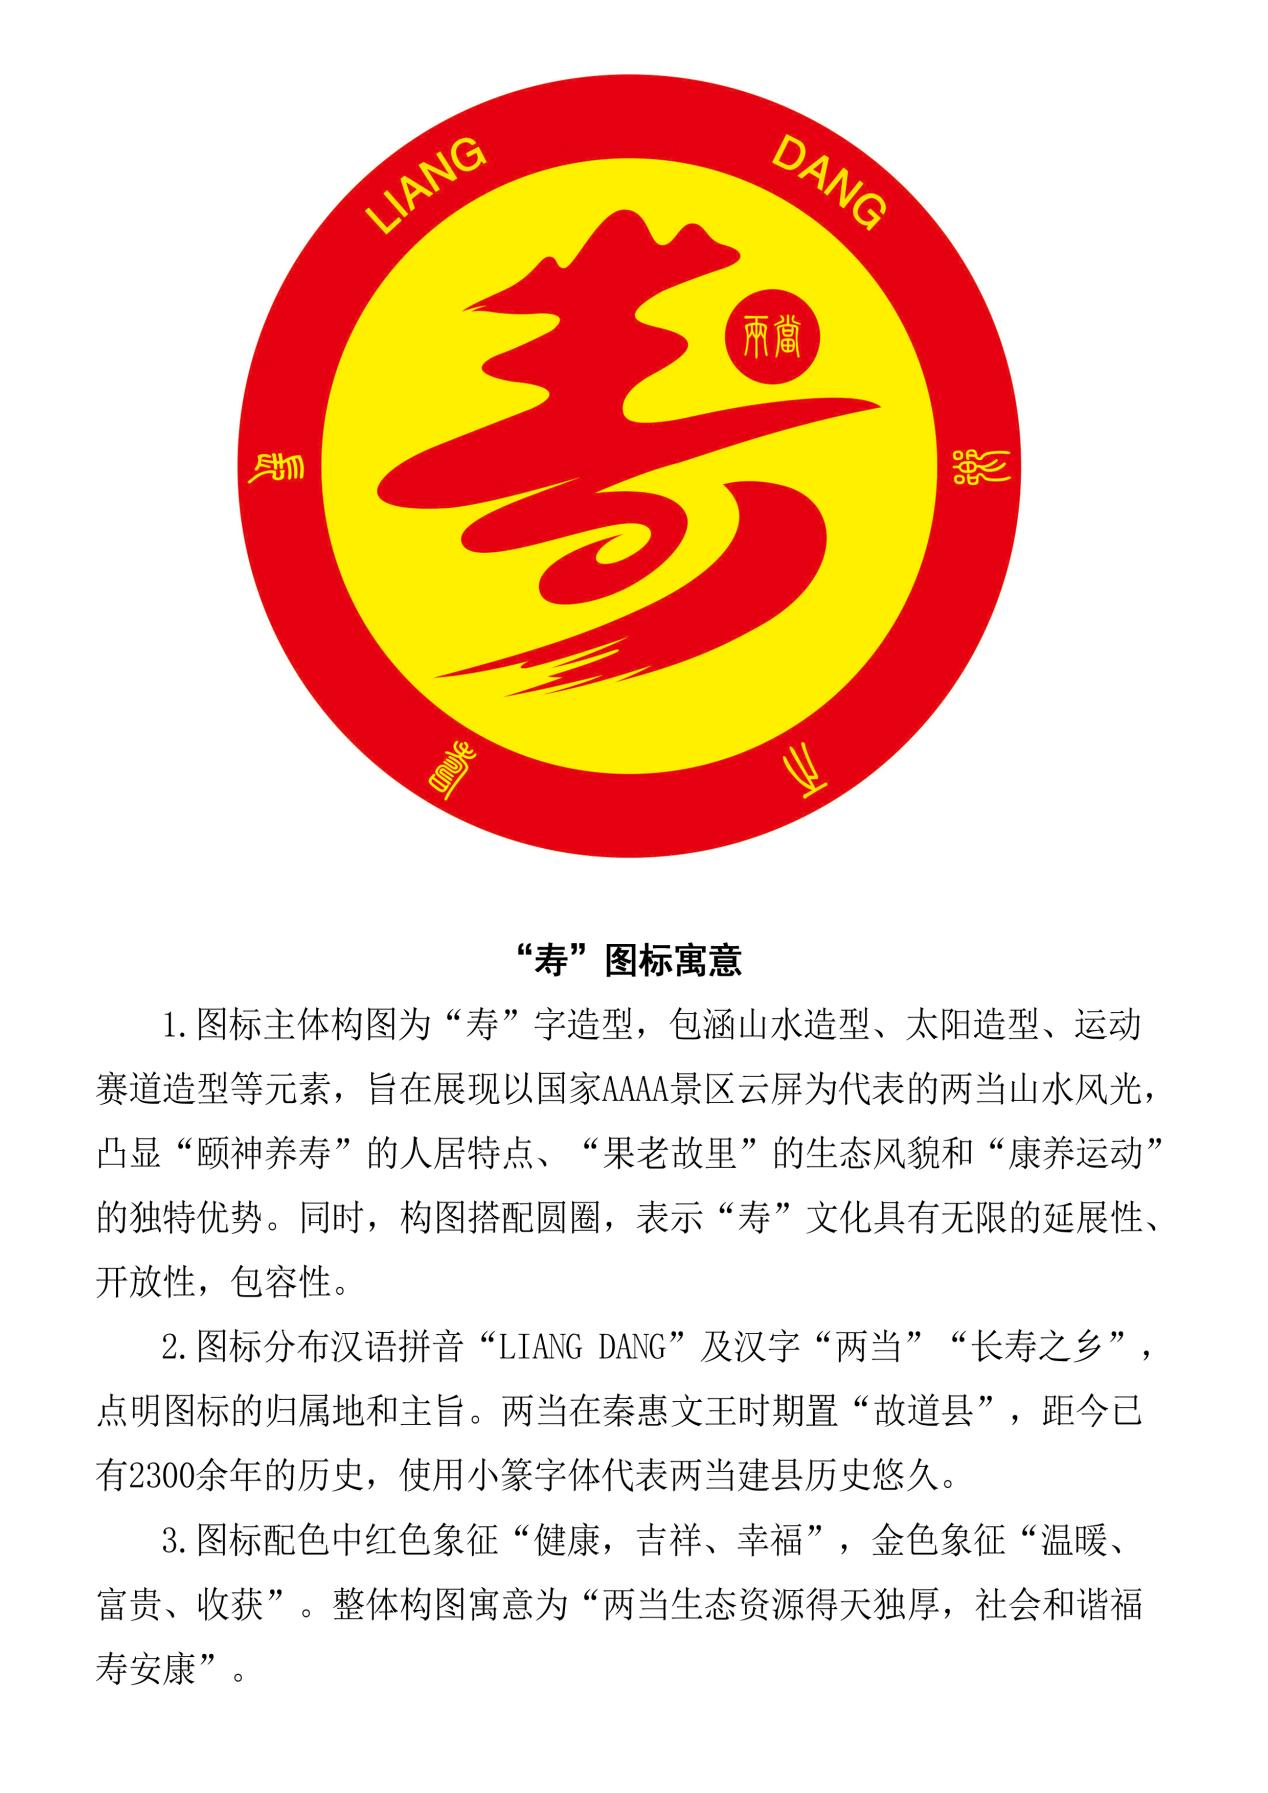 LIANG DANG
寿
兩當
長
壽
之
鄉
“寿”图标寓意
1.图标主体构图为“寿”字造型，包涵山水造型、太阳造型、运动
赛道造型等元素，旨在展现以国家AAAA景区云屏为代表的两当山水风光，
凸显“颐神养寿”的人居特点、“果老故里”的生态风貌和“康养运动”
的独特优势。同时，构图搭配圆圈，表示“寿”文化具有无限的延展性、
开放性，包容性。
2.图标分布汉语拼音“LIANG DANG”及汉字“两当”“长寿之乡”，
点明图标的归属地和主旨。两当在秦惠文王时期置“故道县”，距今已
有2300余年的历史，使用小篆字体代表两当建县历史悠久。
3.图标配色中红色象征“健康，吉祥、幸福”，金色象征“温暖、
富贵、收获”。整体构图寓意为“两当生态资源得天独厚，社会和谐福
寿安康”。